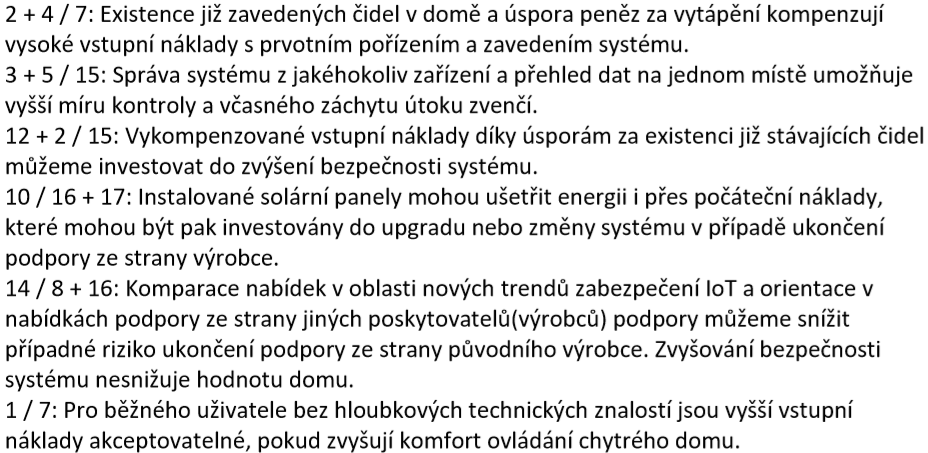 2 + 4 / 7: Existence již zavedených čidel v domě a úspora peněz za vytápění kompenzují
vysoké vstupní náklady s prvotním pořízením a zavedením systému.
3 + 5 / 15: Správa systému z jakéhokoliv zařízení a přehled dat na jednom místě umožňuje
vyšší míru kontroly a včasného záchytu útoku zvenčí.
12 + 2 / 15: Vykompenzované vstupní náklady díky úsporám za existenci již stávajících čidel
můžeme investovat do zvýšení bezpečnosti systému.
10 / 16 + 17: Instalované solární panely mohou ušetřit energii i přes počáteční náklady,
které mohou být pak investovány do upgradu nebo změny systému v případě ukončení
podpory ze strany výrobce.
14 / 8 + 16: Komparace nabídek v oblasti nových trendů zabezpečení IoT a orientace v
nabídkách podpory ze strany jiných poskytovatelů(výrobců) podpory můžeme snížit
případné riziko ukončení podpory ze strany původního výrobce. Zvyšování bezpečnosti
systému nesnižuje hodnotu domu.
1 / 7: Pro běžného uživatele bez hloubkových technických znalostí jsou vyšší vstupní
náklady akceptovatelné, pokud zvyšují komfort ovládání chytrého domu.